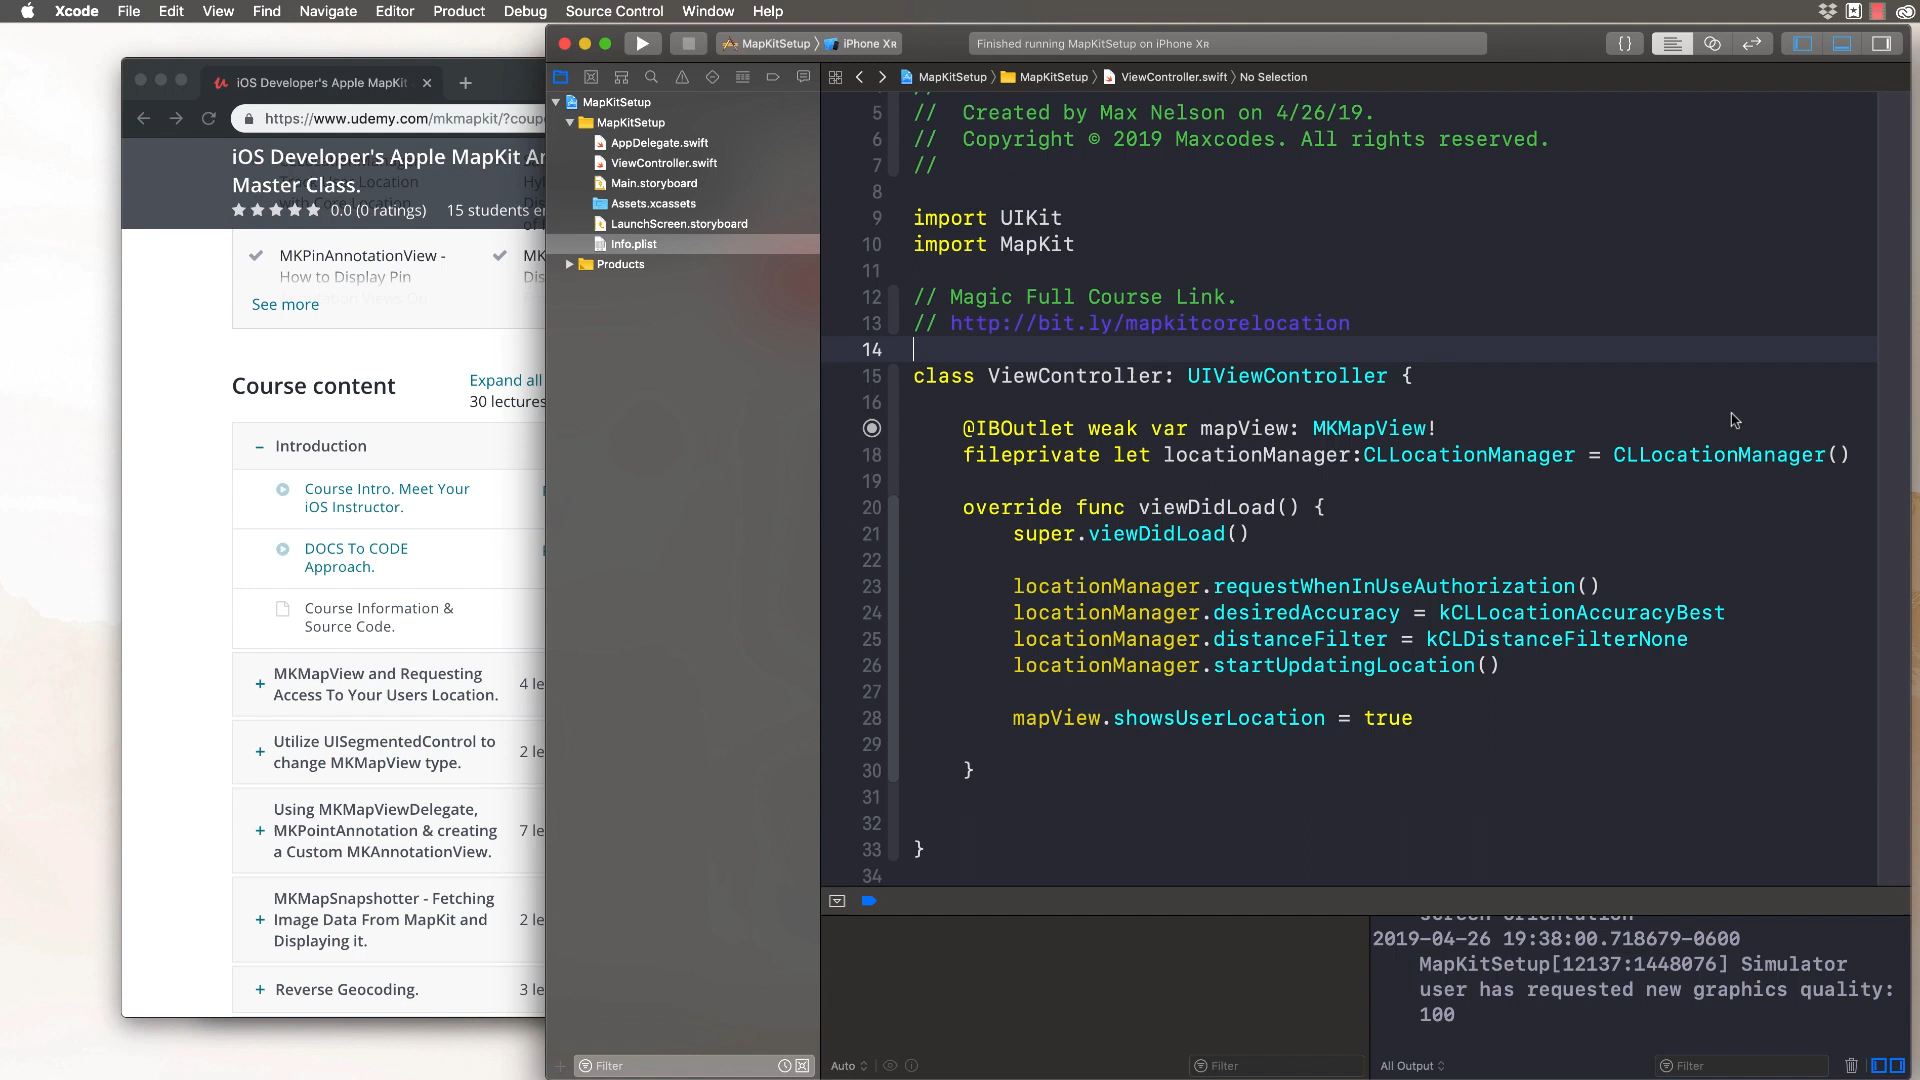 Xcode File Edit View Find Navigate Editor Product Debug Source Control Window Help
iOS Developer's Apple MapKit
https://www.udemy.com/mkmapkit/?coup
iOS Developer's Apple MapKit Ar
Master Class.
0.0 (0 ratings) 15 students e
MKPinAnnotationView -
How to Display Pin
See more
Course content
Expand all
30 lectures
Introduction
Course Intro. Meet Your
iOS Instructor.
DOCS To CODE
Approach.
Course Information &
Source Code.
MKMapView and Requesting
Access To Your Users Location.
4 le
Utilize UISegmentedControl to
change MKMapView type.
2 le
Using MKMapViewDelegate,
MKPointAnnotation & creating
a Custom MKAnnotationView.
7 le
MKMapSnapshotter - Fetching
Image Data From MapKit and
Displaying it.
2 le
Reverse Geocoding.
3 le
MapKitSetup iPhone XR
Finished running MapKitSetup on iPhone XR
MapKitSetup
MapKitSetup
AppDelegate.swift
ViewController.swift
Main.storyboard
Assets.xcassets
LaunchScreen.storyboard
Info.plist
Products
Filter
MapKitSetup MapKitSetup ViewController.swift No Selection
5 // Created by Max Nelson on 4/26/19.
6 // Copyright © 2019 Maxcodes. All rights reserved.
7 //
8
9 import UIKit
10 import MapKit
11
12 // Magic Full Course Link.
13 // http://bit.ly/mapkitcorelocation
14
15 class ViewController: UIViewController {
16
@IBOutlet weak var mapView: MKMapView!
18 fileprivate let locationManager:CLLocationManager = CLLocationManager()
19
20 override func viewDidLoad() {
21 super.viewDidLoad()
22
23 locationManager.requestWhenInUseAuthorization()
24 locationManager.desiredAccuracy = kCLLocationAccuracyBest
25 locationManager.distanceFilter = kCLDistanceFilterNone
26 locationManager.startUpdatingLocation()
27
28 mapView.showsUserLocation = true
29
30 }
31
32
33 }
34
screen orientation
2019-04-26 19:38:00.718679-0600
MapKitSetup[12137:1448076] Simulator
user has requested new graphics quality:
100
Auto
Filter
All Output
Filter